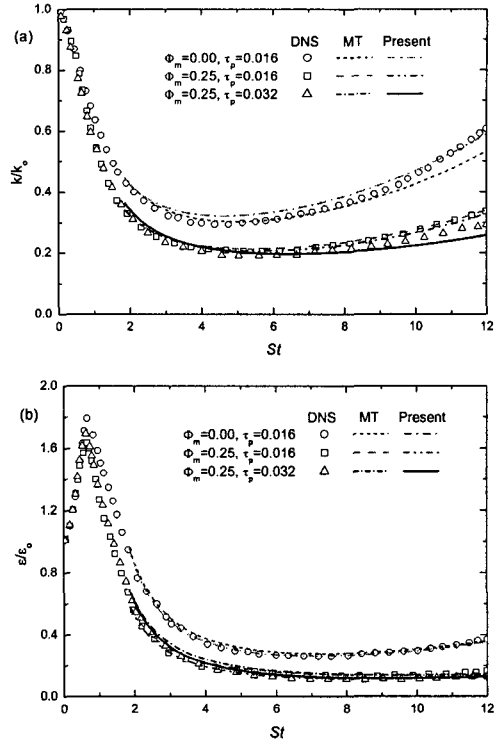 (a)
DNS MT Present
Φm=0.00, τp=0.016
Φm=0.25, τp=0.016
Φm=0.25, τp=0.032
k/ko
1.0
0.8
0.6
0.4
0.2
0.0
0 2 4 6 8 10 12
St
(b)
DNS MT Present
Φm=0.00, τp=0.016
Φm=0.25, τp=0.016
Φm=0.25, τp=0.032
ε/εo
2.0
1.6
1.2
0.8
0.4
0.0
0 2 4 6 8 10 12
St